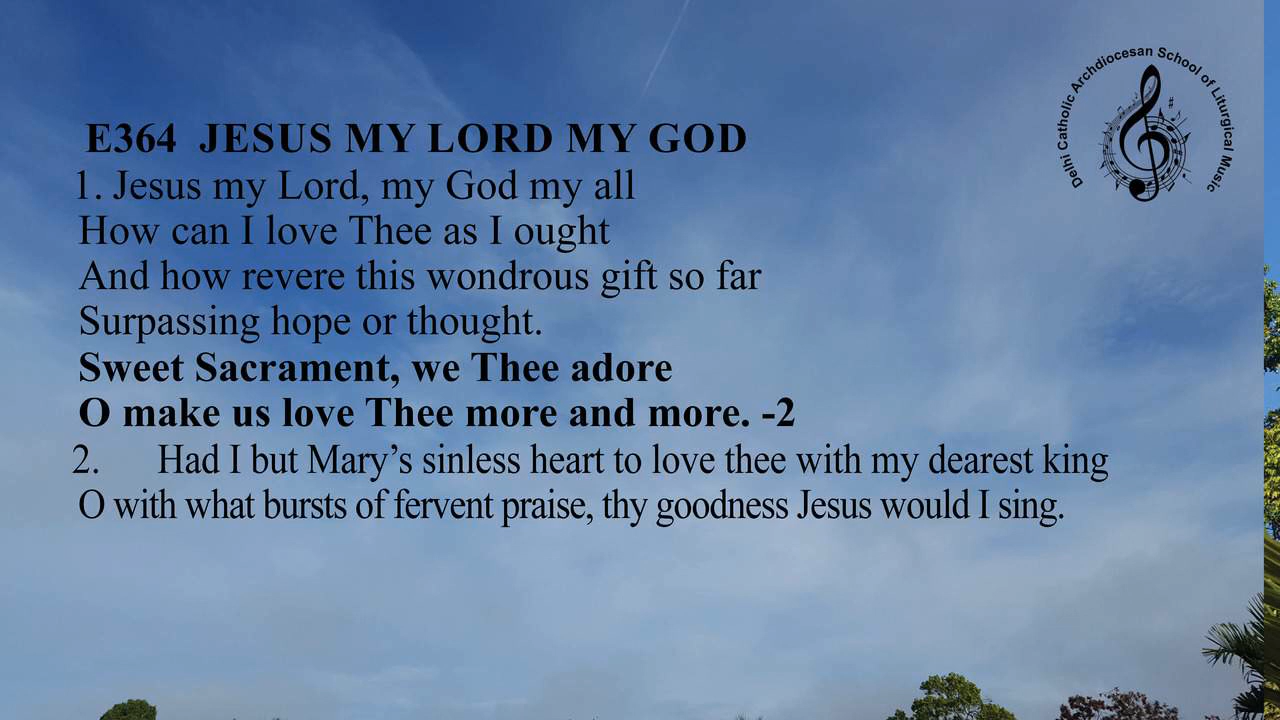 Delhi Catholic Archdiocesan School of Liturgical Music
E364 JESUS MY LORD MY GOD
1. Jesus my Lord, my God my all
How can I love Thee as I ought
And how revere this wondrous gift so far
Surpassing hope or thought.
Sweet Sacrament, we Thee adore
O make us love Thee more and more. -2
2. Had I but Mary’s sinless heart to love thee with my dearest king
O with what bursts of fervent praise, thy goodness Jesus would I sing.